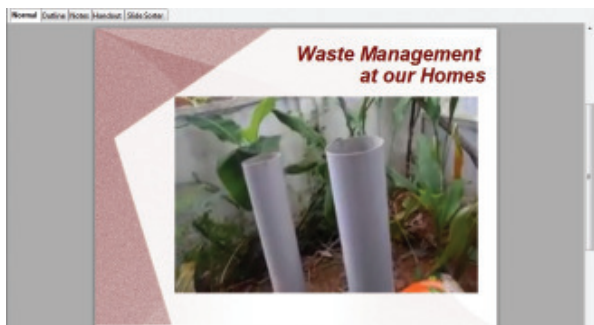 Normal Outline Notes Handout Slide Sorter
Waste Management
at our Homes